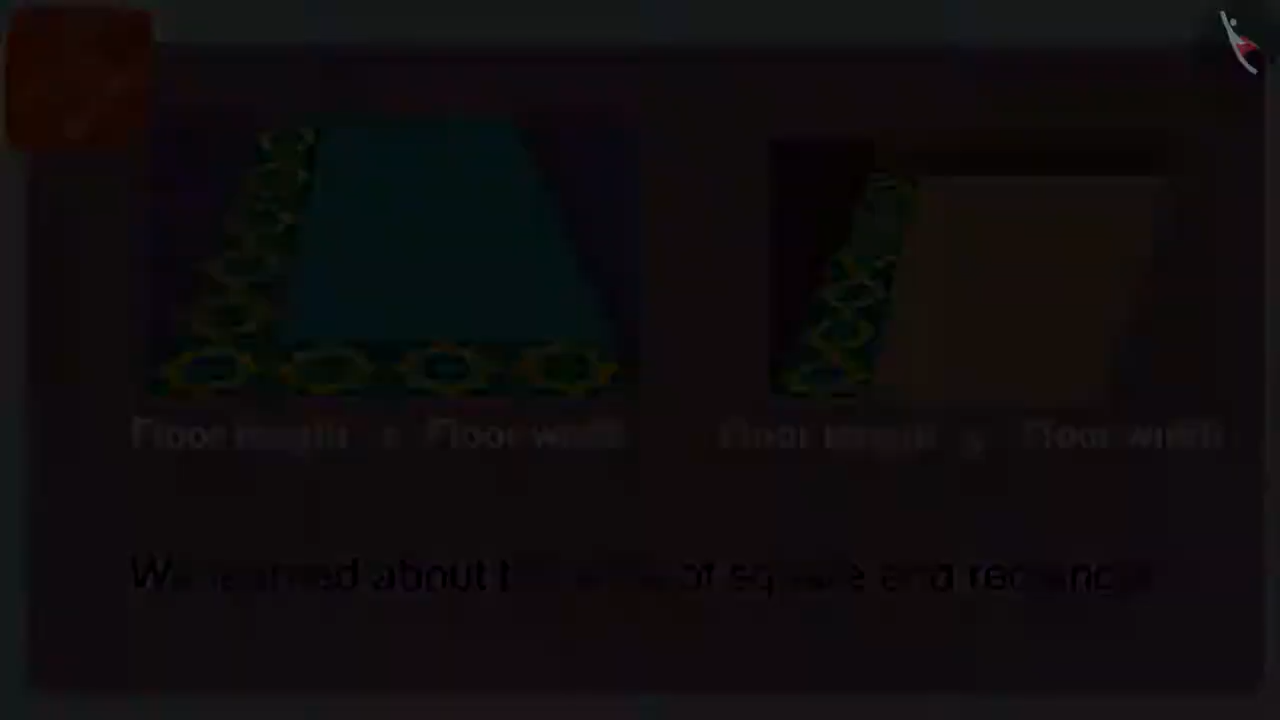 Floor length x Floor width
Floor length x Floor width
We learned about the area of square and rectangle